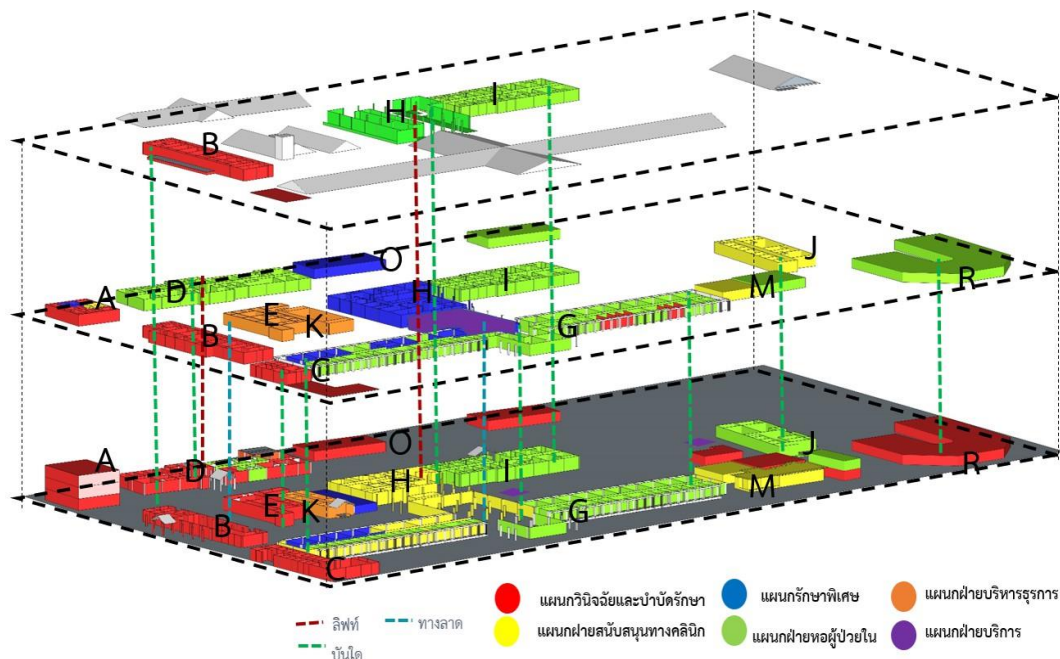 H
I
B
O
A
D
H
I
J
E
K
M
R
B
G
C
A
O
D
H
I
J
R
E
K
M
B
G
C
แผนกวินิจฉัยและบำบัดรักษา
แผนกรักษาพิเศษ
แผนกฝ่ายบริหารธุรการ
ลิฟท์
ทางลาด
แผนกฝายสนับสนุนทางคลินิก
แผนกฝ่ายหอผู้ป่วยใน
แผนกฝ่ายบริการ
บันใด